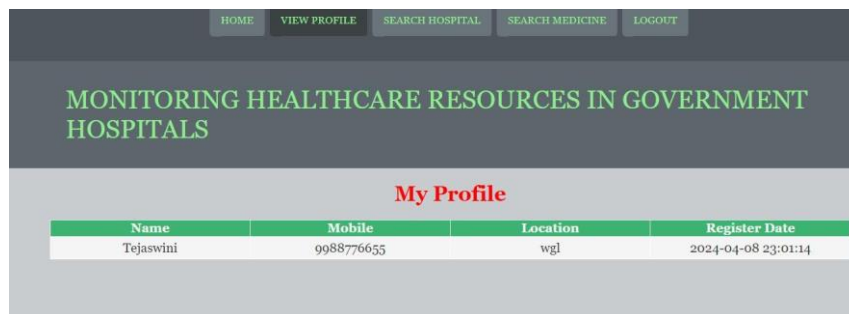 HOME VIEW PROFILE SEARCH HOSPITAL SEARCH MEDICINE LOGOUT
MONITORING HEALTHCARE RESOURCES IN GOVERNMENT
HOSPITALS
My Profile
Name Mobile Location Register Date
Tejaswini 9988776655 wgl 2024-04-08 23:01:14